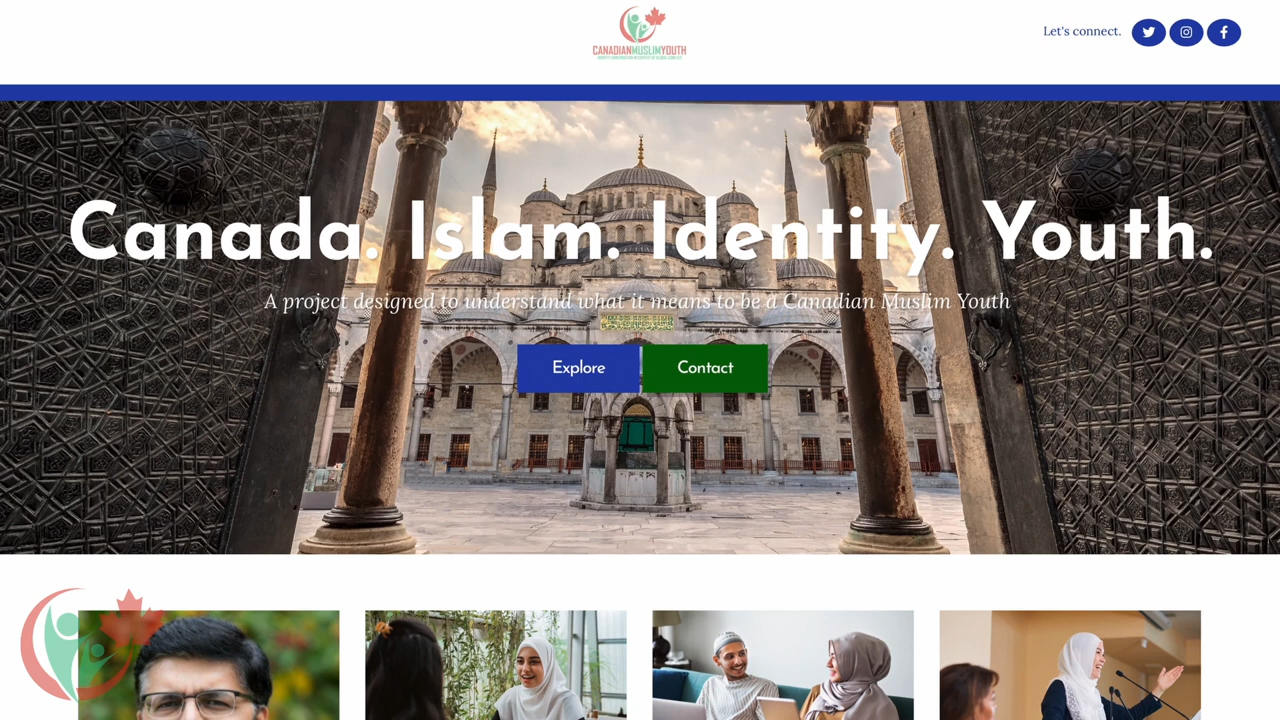 CANADIANMUSLIMYOUTH
Let's connect.
Canada. Islam. Identity. Youth.
A project designed to understand what it means to be a Canadian Muslim Youth
Explore
Contact